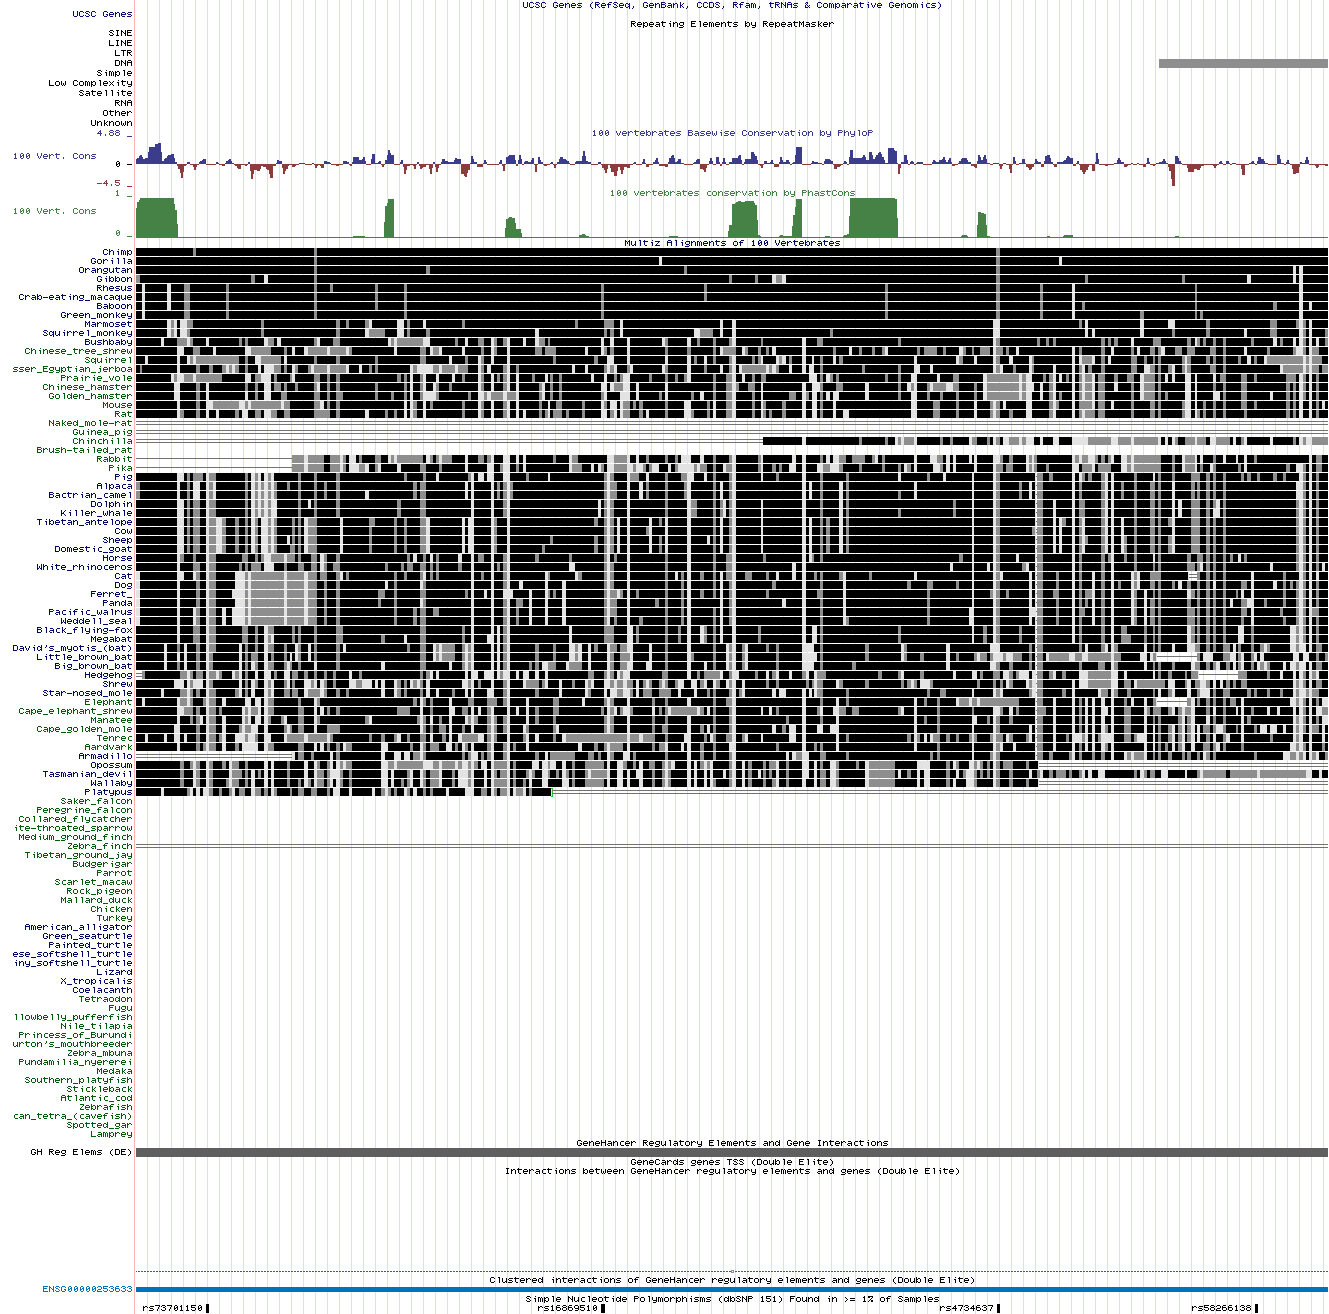 UCSC Genes (RefSeq, GenBank, CCDS, Rfam, tRNAs & Comparative Genomics)
UCSC Genes
Repeating Elements by RepeatMasker
SINE
LINE
LTR
DNA
Simple
Low Complexity
Satellite
RNA
Other
Unknown
4.88 _
100 vertebrates Basewise Conservation by PhyloP
100 Vert. Cons
0 _
-4.5 _
1 _
100 vertebrates conservation by PhastCons
100 Vert. Cons
0 _
Multiz Alignments of 100 Vertebrates
Chimp
Gorilla
Orangutan
Gibbon
Rhesus
Crab-eating_macaque
Baboon
Green_monkey
Marmoset
Squirrel_monkey
Bushbaby
Chinese_tree_shrew
Squirrel
sser_Egyptian_jerboa
Prairie_vole
Chinese_hamster
Golden_hamster
Mouse
Rat
Naked_mole-rat
Guinea_pig
Chinchilla
Brush-tailed_rat
Rabbit
Pika
Pig
Alpaca
Bactrian_camel
Dolphin
Killer_whale
Tibetan_antelope
Cow
Sheep
Domestic_goat
Horse
White_rhinoceros
Cat
Dog
Ferret_
Panda
Pacific_walrus
Weddell_seal
Black_flying-fox
Megabat
David's_myotis_(bat)
Little_brown_bat
Big_brown_bat
Hedgehog
Shrew
Star-nosed_mole
Elephant
Cape_elephant_shrew
Manatee
Cape_golden_mole
Tenrec
Aardvark
Armadillo
Opossum
Tasmanian_devil
Wallaby
Platypus
Saker_falcon
Peregrine_falcon
Collared_flycatcher
ite-throated_sparrow
Medium_ground_finch
Zebra_finch
Tibetan_ground_jay
Budgerigar
Parrot
Scarlet_macaw
Rock_pigeon
Mallard_duck
Chicken
Turkey
American_alligator
Green_seaturtle
Painted_turtle
ese_softshell_turtle
iny_softshell_turtle
Lizard
X_tropicalis
Coelacanth
Tetraodon
Fugu
llowbelly_pufferfish
Nile_tilapia
Princess_of_Burundi
urton's_mouthbreeder
Zebra_mbuna
Pundamilia_nyererei
Medaka
Southern_platyfish
Stickleback
Atlantic_cod
Zebrafish
can_tetra_(cavefish)
Spotted_gar
Lamprey
GeneHancer Regulatory Elements and Gene Interactions
GH Reg Elems (DE)
GeneCards genes TSS (Double Elite)
Interactions between GeneHancer regulatory elements and genes (Double Elite)
Clustered interactions of GeneHancer regulatory elements and genes (Double Elite)
ENSG00000253633
Simple Nucleotide Polymorphisms (dbSNP 151) Found in >= 1% of Samples
rs73701150 rs16869510 rs4734637 rs58266138